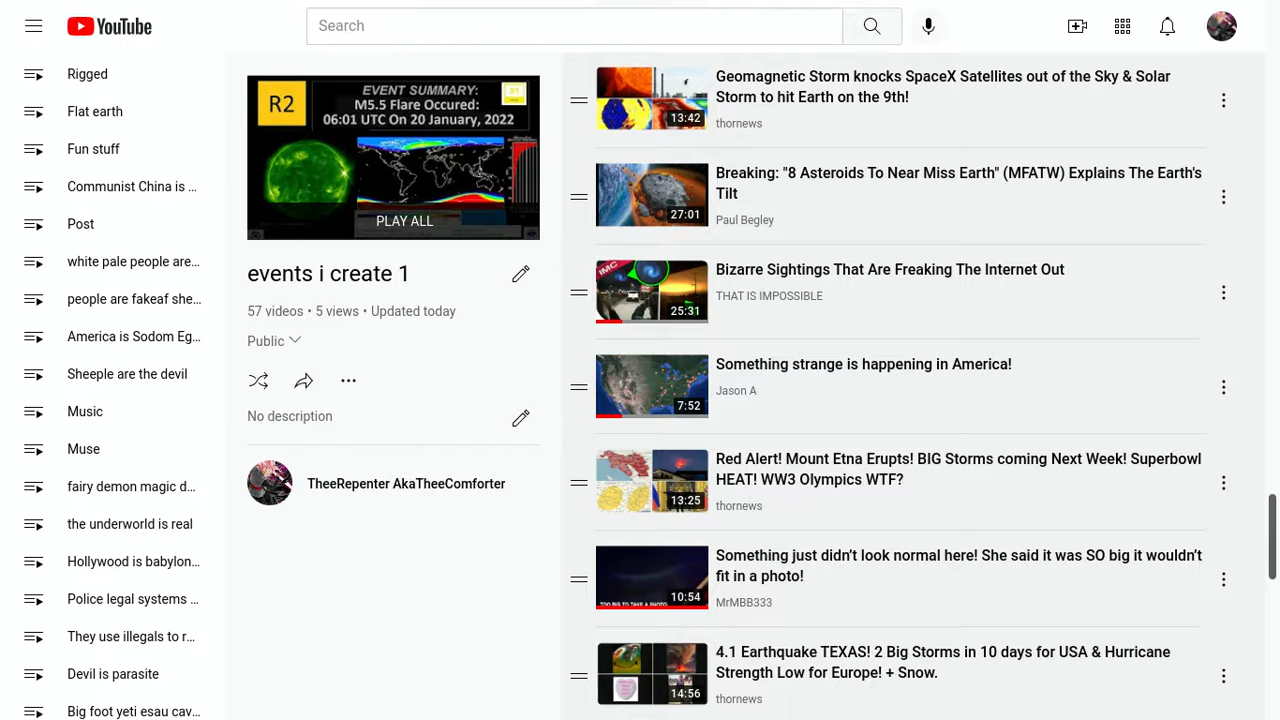 YouTube
Search
Rigged
Flat earth
Fun stuff
Communist China is ...
Post
white pale people are...
people are fakeaf she...
America is Sodom Eg...
Sheeple are the devil
Music
Muse
fairy demon magic d...
the underworld is real
Hollywood is babylon...
Police legal systems ...
They use illegals to r...
Devil is parasite
Big foot yeti esau cav...
R2
EVENT SUMMARY:
M5.5 Flare Occured:
06:01 UTC On 20 January, 2022
PLAY ALL
events i create 1
57 videos • 5 views • Updated today
Public
No description
TheeRepenter AkaTheeComforter
13:42
Geomagnetic Storm knocks SpaceX Satellites out of the Sky & Solar
Storm to hit Earth on the 9th!
thornews
27:01
Breaking: "8 Asteroids To Near Miss Earth" (MFATW) Explains The Earth's
Tilt
Paul Begley
IMC
25:31
Bizarre Sightings That Are Freaking The Internet Out
THAT IS IMPOSSIBLE
7:52
Something strange is happening in America!
Jason A
13:25
Red Alert! Mount Etna Erupts! BIG Storms coming Next Week! Superbowl
HEAT! WW3 Olympics WTF?
thornews
TOO BIG TO TAKE A PHOTO
10:54
Something just didn’t look normal here! She said it was SO big it wouldn’t
fit in a photo!
MrMBB333
14:56
4.1 Earthquake TEXAS! 2 Big Storms in 10 days for USA & Hurricane
Strength Low for Europe! + Snow.
thornews